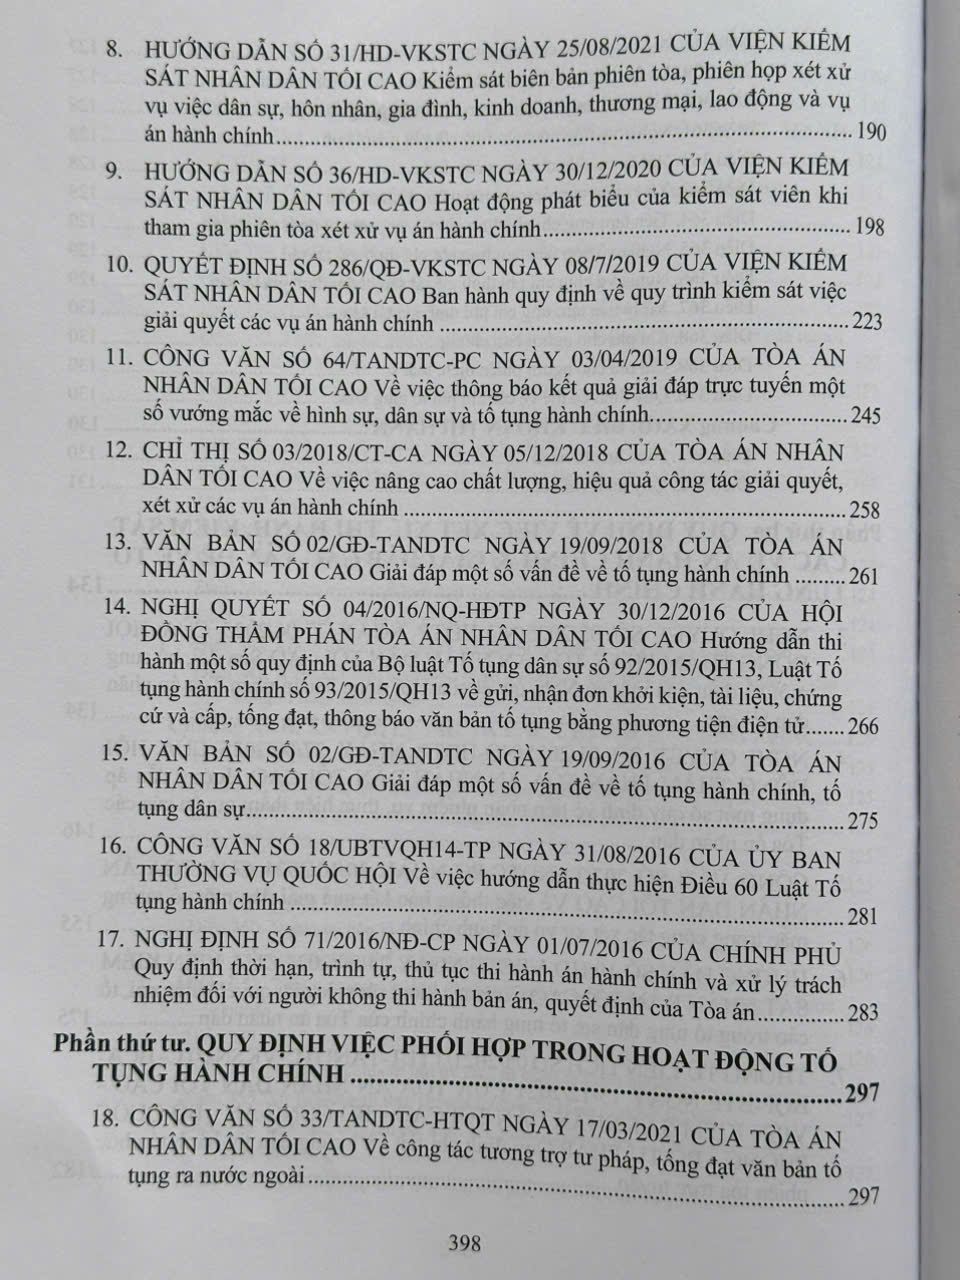 8. HƯỚNG DẪN SỐ 31/HD-VKSTC NGÀY 25/08/2021 CỦA VIỆN KIỂM
SÁT NHÂN DÂN TỐI CAO Kiểm sát biên bản phiên tòa, phiên họp xét xử
vụ việc dân sự, hôn nhân, gia đình, kinh doanh, thương mại, lao động và vụ
án hành chính.....190
9. HƯỚNG DẪN SỐ 36/HD-VKSTC NGÀY 30/12/2020 CỦA VIỆN KIỂM
SÁT NHÂN DÂN TỐI CAO Hoạt động phát biểu của kiểm sát viên khi
tham gia phiên tòa xét xử vụ án hành chính.....198
10. QUYẾT ĐỊNH SỐ 286/QĐ-VKSTC NGÀY 08/7/2019 CỦA VIỆN KIỂM
SÁT NHÂN DÂN TỐI CAO Ban hành quy định về quy trình kiểm sát việc
giải quyết các vụ án hành chính .....223
11. CÔNG VĂN SỐ 64/TANDTC-PC NGÀY 03/04/2019 CỦA TÒA ÁN
NHÂN DÂN TỐI CAO Về việc thông báo kết quả giải đáp trực tuyến một
số vướng mắc về hình sự, dân sự và tố tụng hành chính.....245
12. CHỈ THỊ SỐ 03/2018/CT-CA NGÀY 05/12/2018 CỦA TÒA ÁN NHÂN
DÂN TỐI CAO Về việc nâng cao chất lượng, hiệu quả công tác giải quyết,
xét xử các vụ án hành chính .....258
13. VĂN BẢN SỐ 02/GĐ-TANDTC NGÀY 19/09/2018 CỦA TÒA ÁN
NHÂN DÂN TỐI CAO Giải đáp một số vấn đề về tố tụng hành chính .........261
14. NGHỊ QUYẾT SỐ 04/2016/NQ-HĐTP NGÀY 30/12/2016 CỦA HỘI
ĐỒNG THẨM PHÁN TÒA ÁN NHÂN DÂN TỐI CAO Hướng dẫn thi
hành một số quy định của Bộ luật Tố tụng dân sự số 92/2015/QH13, Luật Tố
tụng hành chính số 93/2015/QH13 về gửi, nhận đơn khởi kiện, tài liệu, chứng
cứ và cấp, tống đạt, thông báo văn bản tố tụng bằng phương tiện điện tử.......266
15. VĂN BẢN SỐ 02/GĐ-TANDTC NGÀY 19/09/2016 CỦA TÒA ÁN
NHÂN DÂN TỐI CAO Giải đáp một số vấn đề về tố tụng hành chính, tố
tụng dân sự.....275
16. CÔNG VĂN SỐ 18/UBTVQH14-TP NGÀY 31/08/2016 CỦA ỦY BAN
THƯỜNG VỤ QUỐC HỘI Về việc hướng dẫn thực hiện Điều 60 Luật Tố
tụng hành chính .....281
17. NGHỊ ĐỊNH SỐ 71/2016/NĐ-CP NGÀY 01/07/2016 CỦA CHÍNH PHỦ
Quy định thời hạn, trình tự, thủ tục thi hành án hành chính và xử lý trách
nhiệm đối với người không thi hành bản án, quyết định của Tòa án.....283
Phần thứ tư. QUY ĐỊNH VIỆC PHỐI HỢP TRONG HOẠT ĐỘNG TỐ
TỤNG HÀNH CHÍNH .....297
18. CÔNG VĂN SỐ 33/TANDTC-HTQT NGÀY 17/03/2021 CỦA TÒA ÁN
NHÂN DÂN TỐI CAO Về công tác tương trợ tư pháp, tống đạt văn bản tố
tụng ra nước ngoài.....297
398